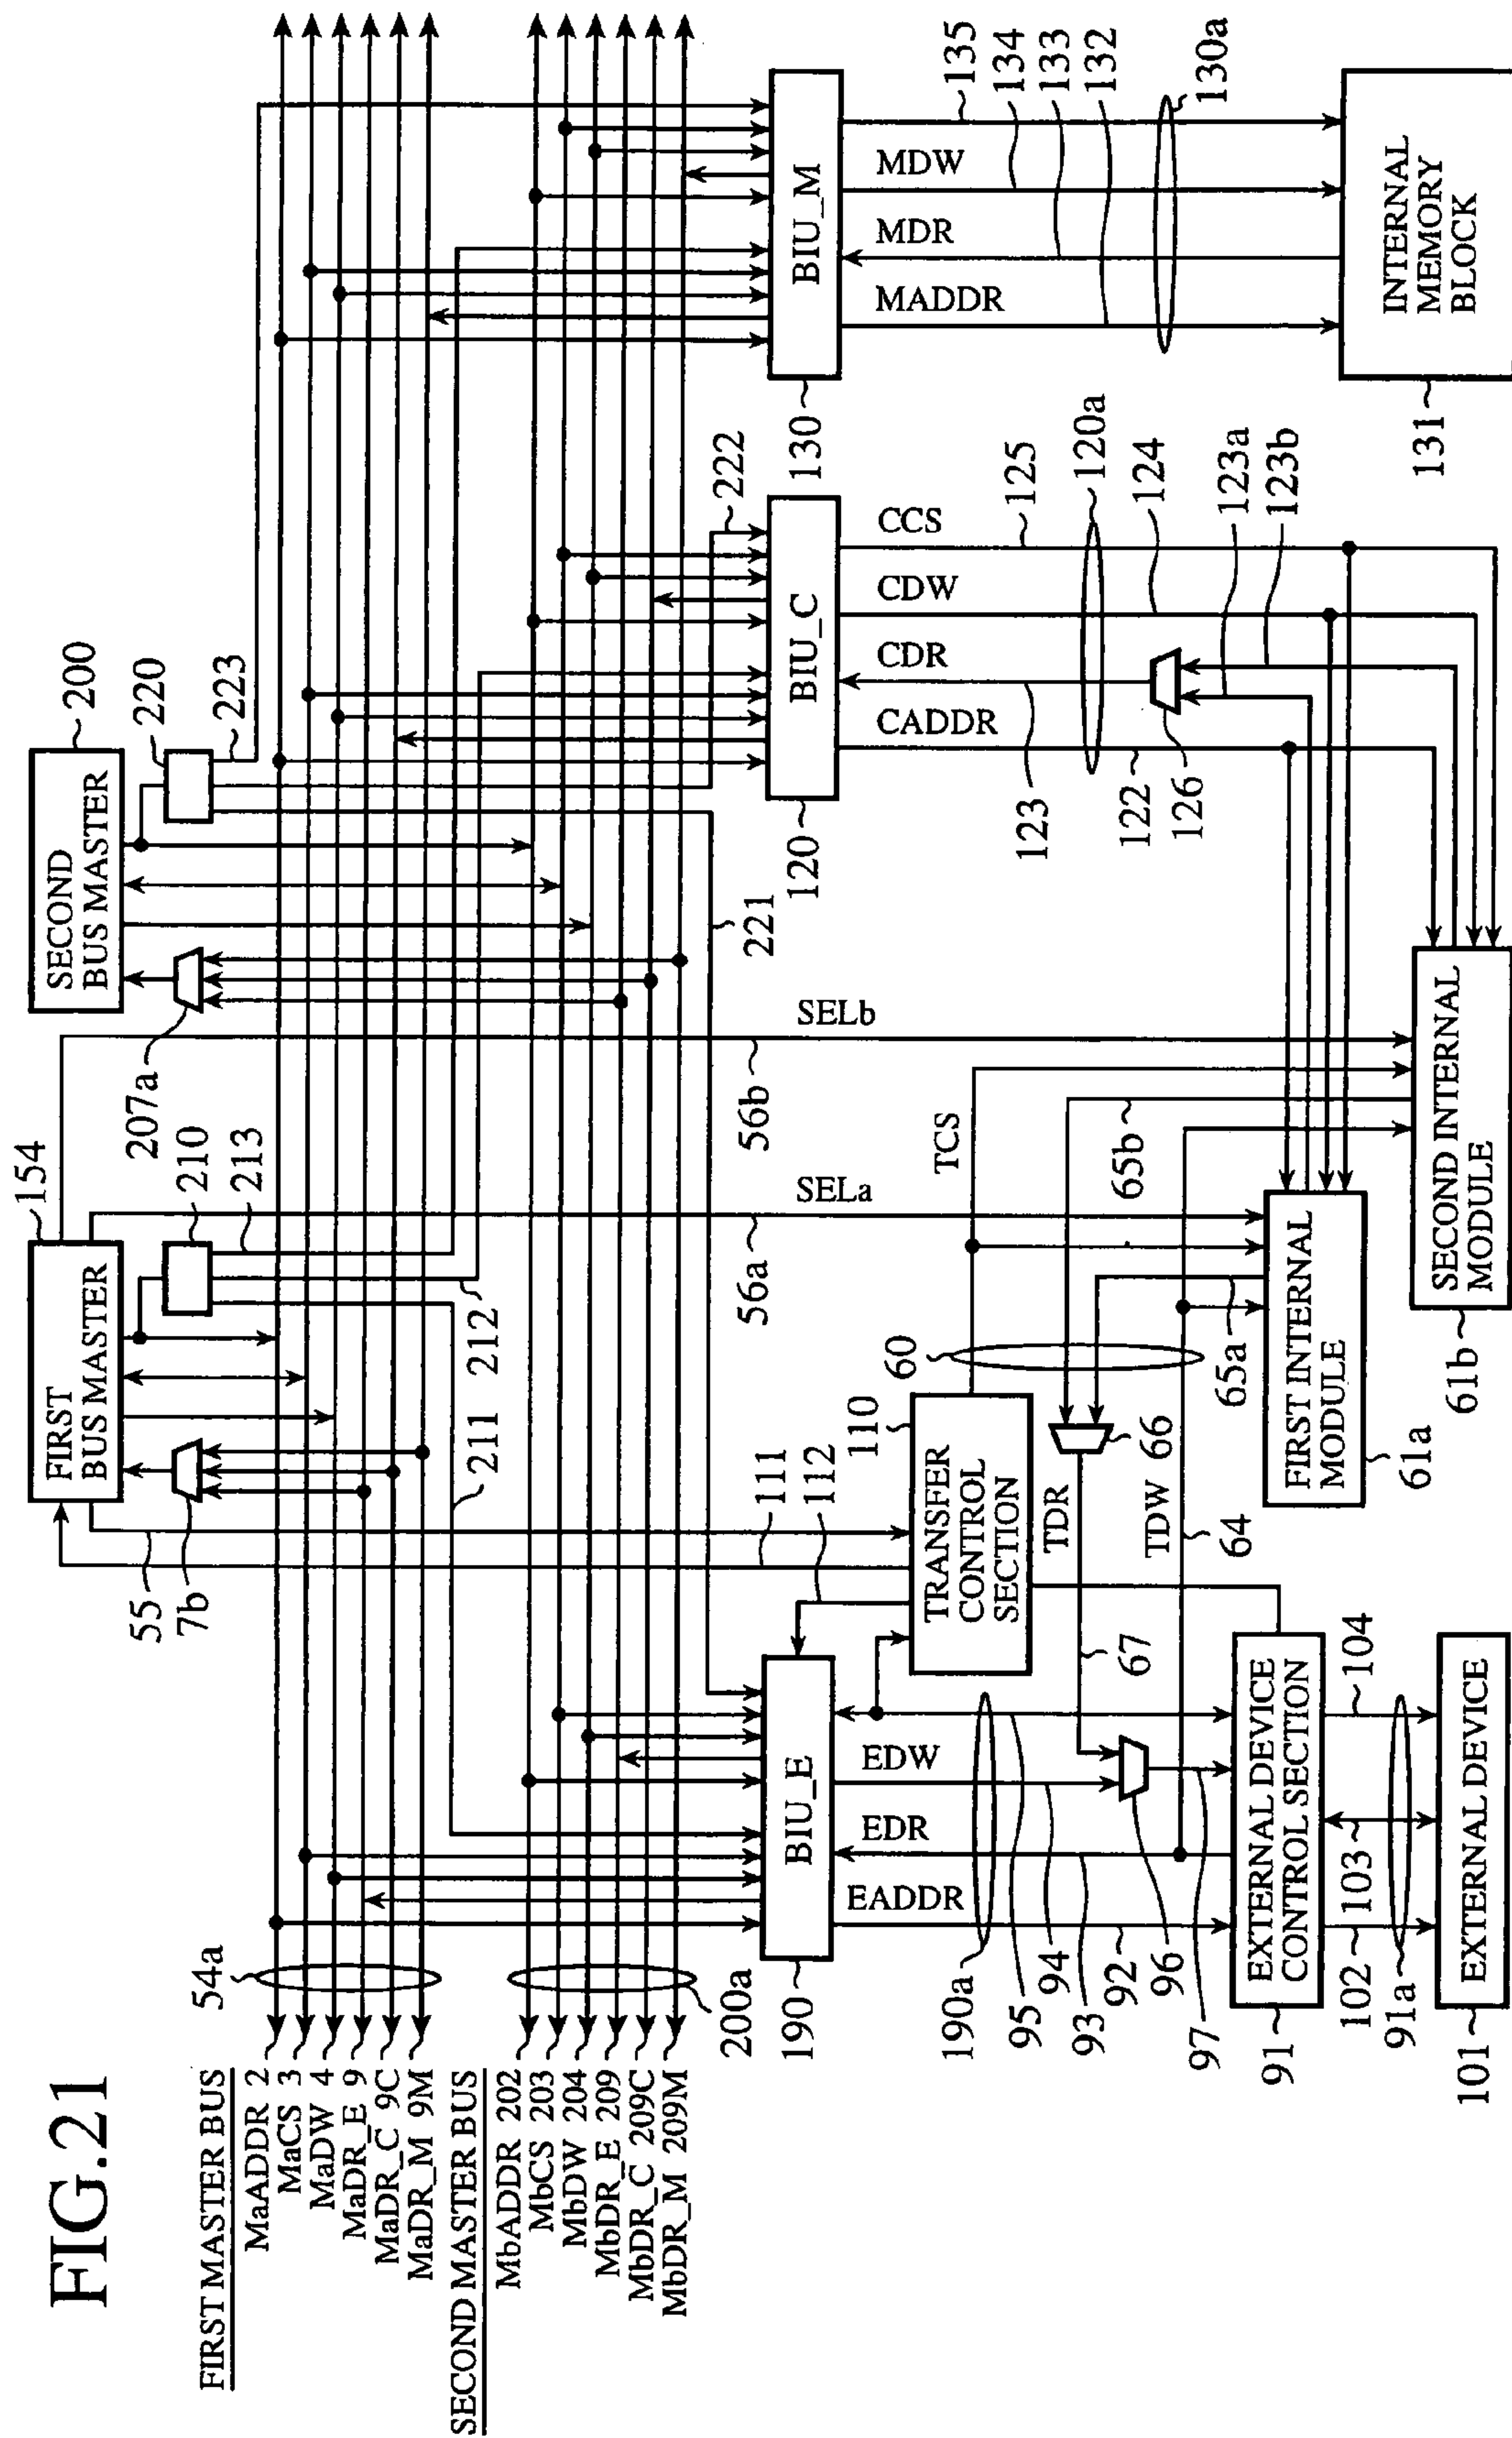 FIG.21
FIRST MASTER BUS
MaADDR 2
MaCS 3
MaDW 4
MaDR_E 9
MaDR_C 9C
MaDR_M 9M
SECOND MASTER BUS
MbADDR 202
MbCS 203
MbDW 204
MbDR_E 209
MbDR_C 209C
MbDR_M 209M
54a
200a
55
7b
FIRST
BUS MASTER
154
210
213
212
211
207a
SECOND
BUS MASTER
200
220
223
222
221
111
112
56a
SELa
56b
SELb
190
BIU_E
120
BIU_C
130
BIU_M
EADDR
EDR
EDW
190a
95
94
93
92
96
97
67
TDR
TDW
64
66
65a
65b
TCS
60
110
TRANSFER
CONTROL
SECTION
CADDR
CDR
CDW
CCS
125
120a
124
123a
123b
123
122
126
MADDR
MDR
MDW
135
134
133
132
130a
INTERNAL
MEMORY
BLOCK
131
FIRST INTERNAL
MODULE
61a
SECOND INTERNAL
MODULE
61b
EXTERNAL DEVICE
CONTROL SECTION
91
102
103
104
91a
EXTERNAL DEVICE
101